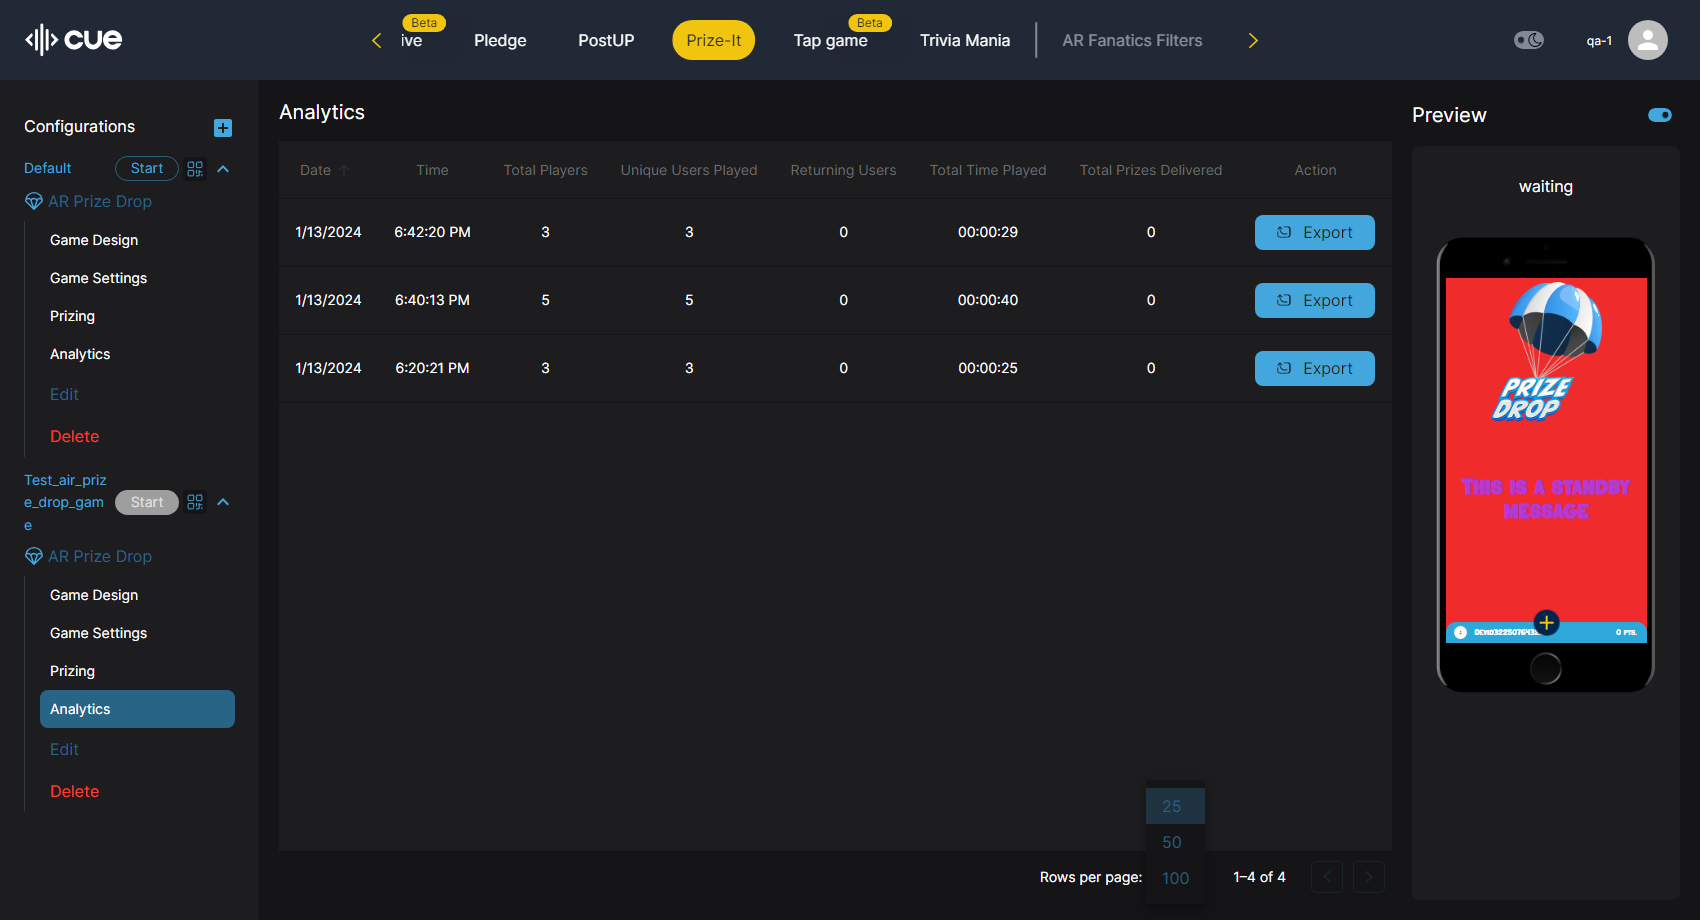 cue
Beta
ive
Pledge
PostUP
Prize-It
Beta
Tap game
Trivia Mania
AR Fanatics Filters
qa-1
Configurations
Default
Start
AR Prize Drop
Game Design
Game Settings
Prizing
Analytics
Edit
Delete
Test_air_priz
e_drop_gam
e
Start
AR Prize Drop
Game Design
Game Settings
Prizing
Analytics
Edit
Delete
Analytics
Date Time Total Players Unique Users Played Returning Users Total Time Played Total Prizes Delivered Action
1/13/2024 6:42:20 PM 3 3 0 00:00:29 0 Export
1/13/2024 6:40:13 PM 5 5 0 00:00:40 0 Export
1/13/2024 6:20:21 PM 3 3 0 00:00:25 0 Export
25
50
100
Rows per page:
1–4 of 4
Preview
waiting
PRIZE
DROP
THIS IS A STANDBY
MESSAGE
0 PTS.